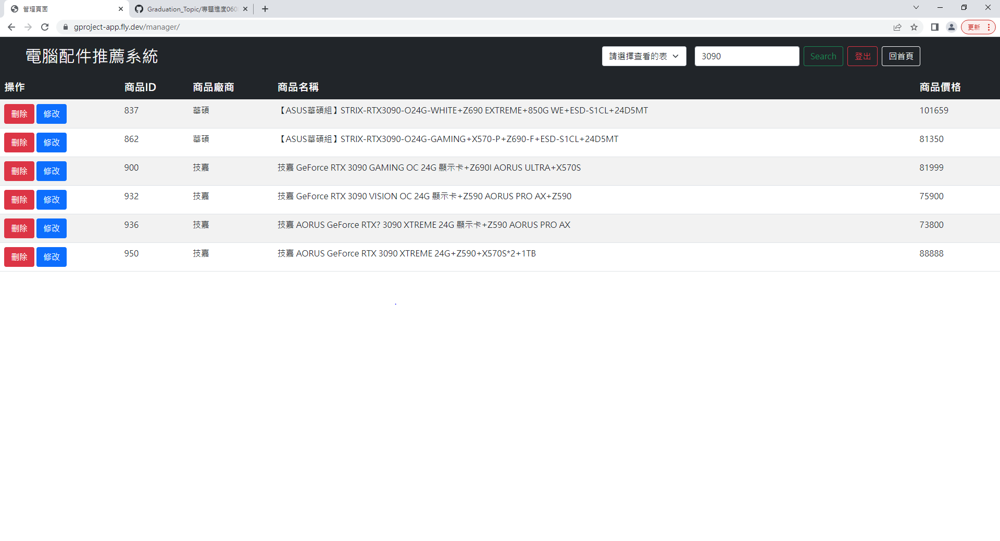 管理頁面
Graduation_Topic/專題進度060
gproject-app.fly.dev/manager/
更新
電腦配件推薦系統
請選擇查看的表 3090 Search 登出 回首頁
操作 商品ID 商品廠商 商品名稱 商品價格
刪除 修改 837 華碩 【ASUS華碩組】STRIX-RTX3090-O24G-WHITE+Z690 EXTREME+850G WE+ESD-S1CL+24D5MT 101659
刪除 修改 862 華碩 【ASUS華碩組】STRIX-RTX3090-O24G-GAMING+X570-P+Z690-F+ESD-S1CL+24D5MT 81350
刪除 修改 900 技嘉 技嘉 GeForce RTX 3090 GAMING OC 24G 顯示卡+Z690I AORUS ULTRA+X570S 81999
刪除 修改 932 技嘉 技嘉 GeForce RTX 3090 VISION OC 24G 顯示卡+Z590 AORUS PRO AX+Z590 75900
刪除 修改 936 技嘉 技嘉 AORUS GeForce RTX? 3090 XTREME 24G 顯示卡+Z590 AORUS PRO AX 73800
刪除 修改 950 技嘉 技嘉 AORUS GeForce RTX 3090 XTREME 24G+Z590+X570S*2+1TB 88888